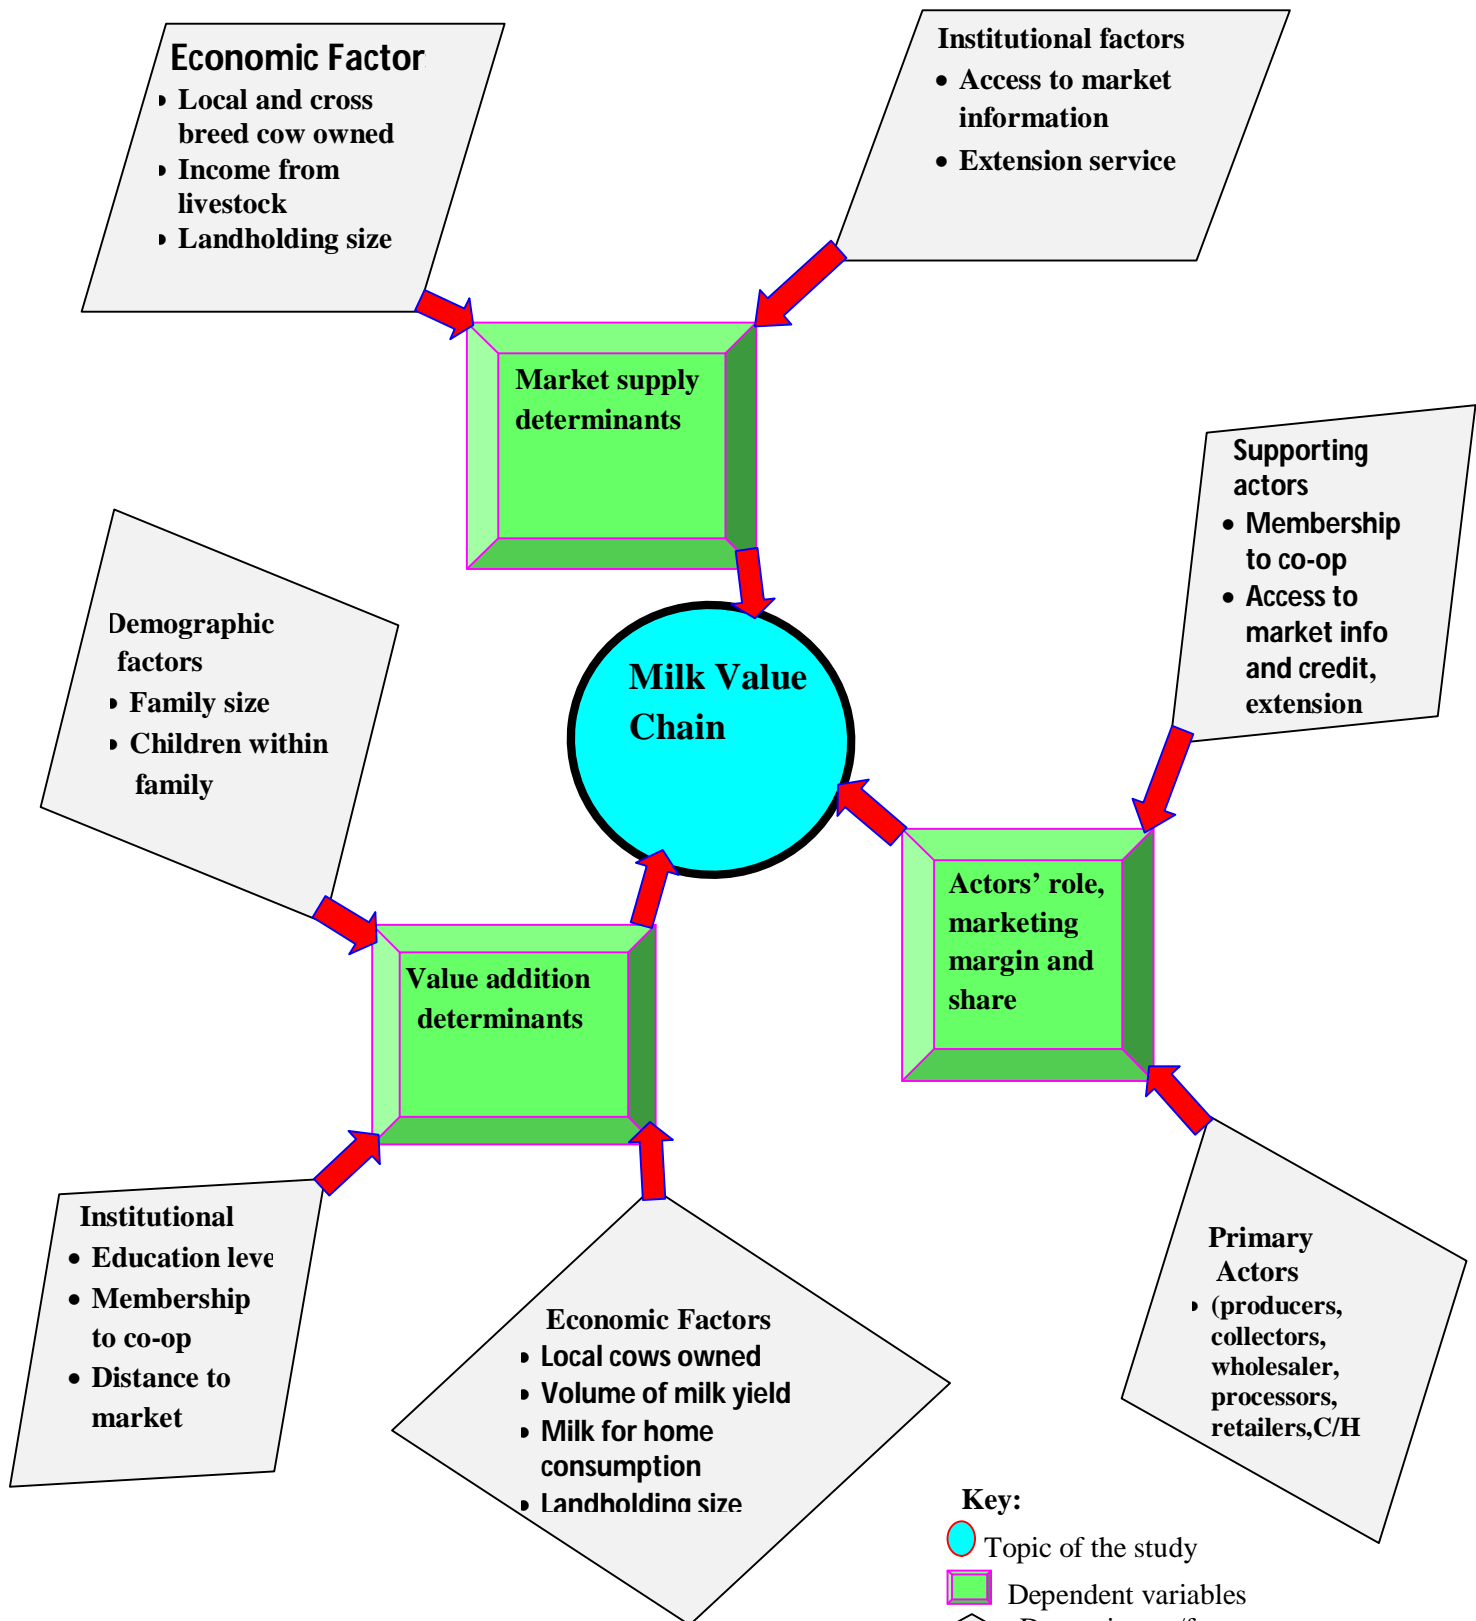 Economic Factor
Local and cross
breed cow owned
Income from
livestock
Landholding size
Institutional factors
Access to market
information
Extension service
Market supply
determinants
Supporting
actors
Membership
to co-op
Access to
market info
and credit,
extension
Demographic
factors
Family size
Children within
family
Milk Value
Chain
Actors’ role,
marketing
margin and
share
Value addition
determinants
Institutional
Education leve
Membership
to co-op
Distance to
market
Economic Factors
Local cows owned
Volume of milk yield
Milk for home
consumption
Landholding size
Primary
Actors
(producers,
collectors,
wholesaler,
processors,
retailers,C/H
Key:
Topic of the study
Dependent variables